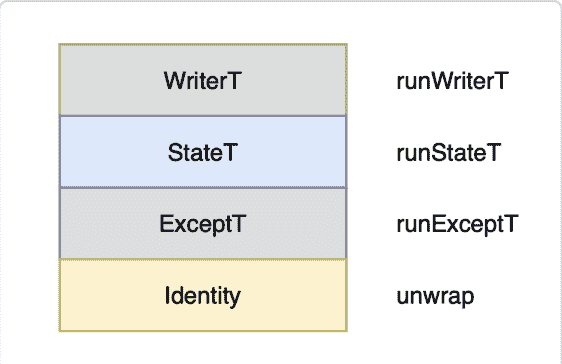 WriterT runWriterT
StateT runStateT
ExceptT runExceptT
Identity unwrap